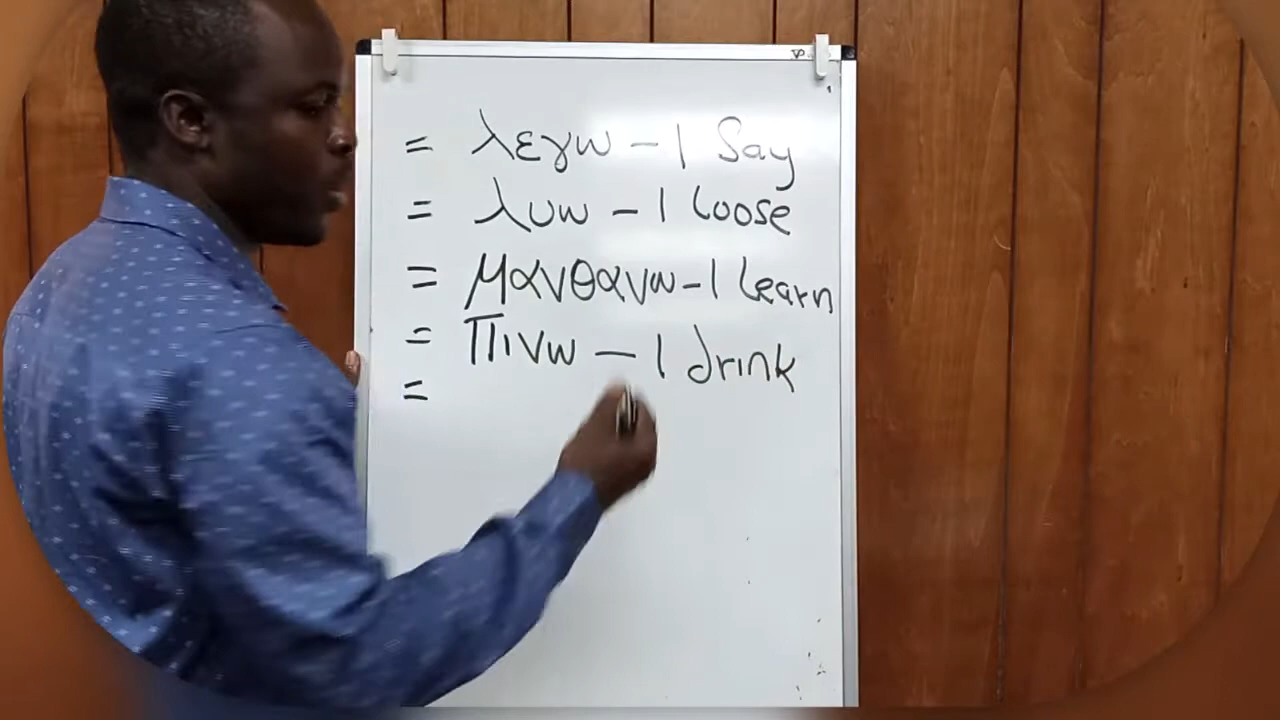 = λεγω – I Say
= λυω – I Loose
= μανθανω – I Learn
= Πινω – I drink
=